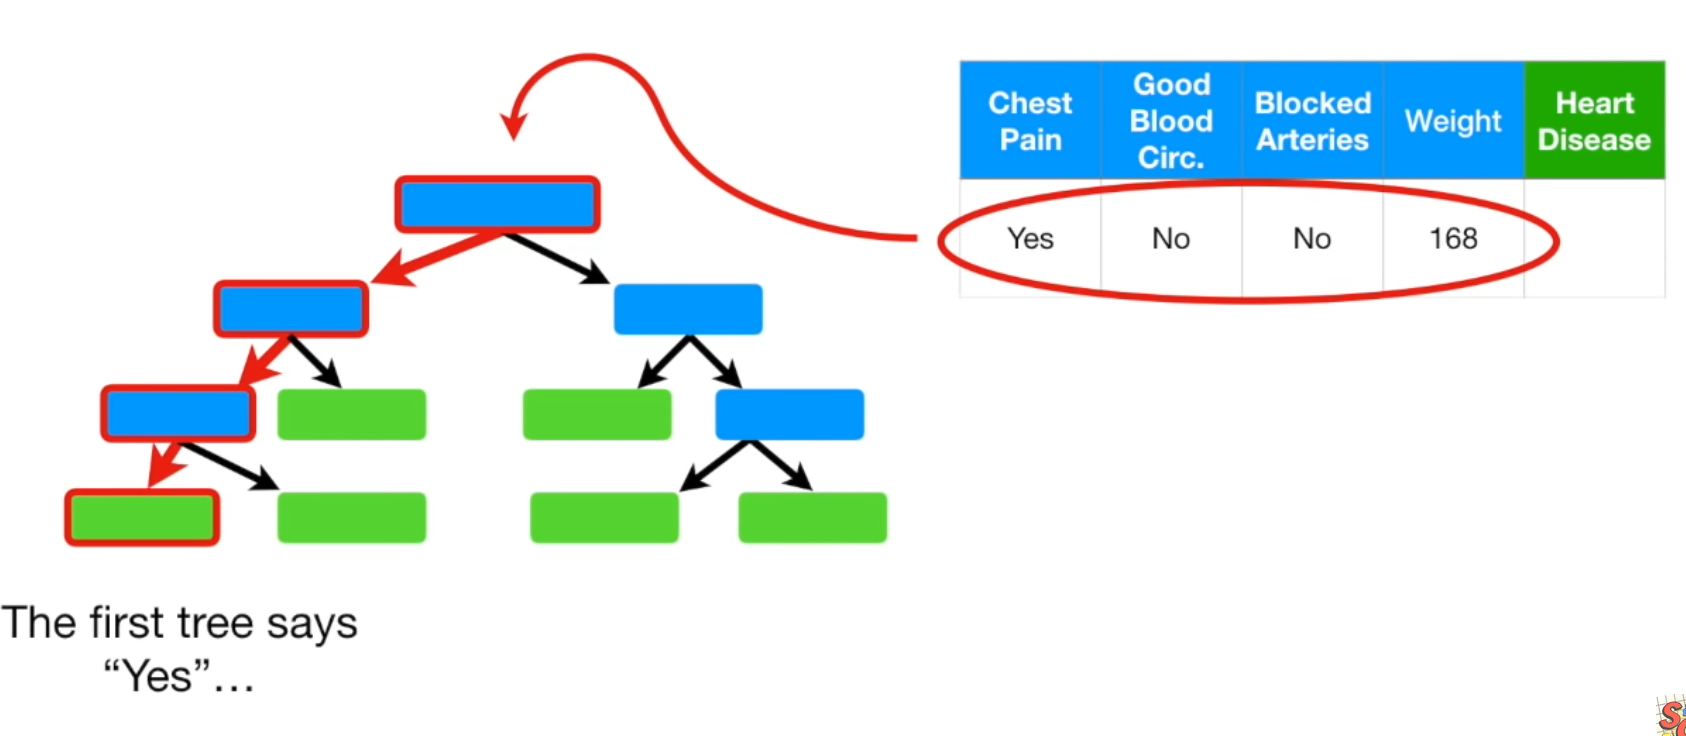 Chest
Pain
Good
Blood
Circ.
Blocked
Arteries
Weight
Heart
Disease
Yes
No
No
168
The first tree says
“Yes”…